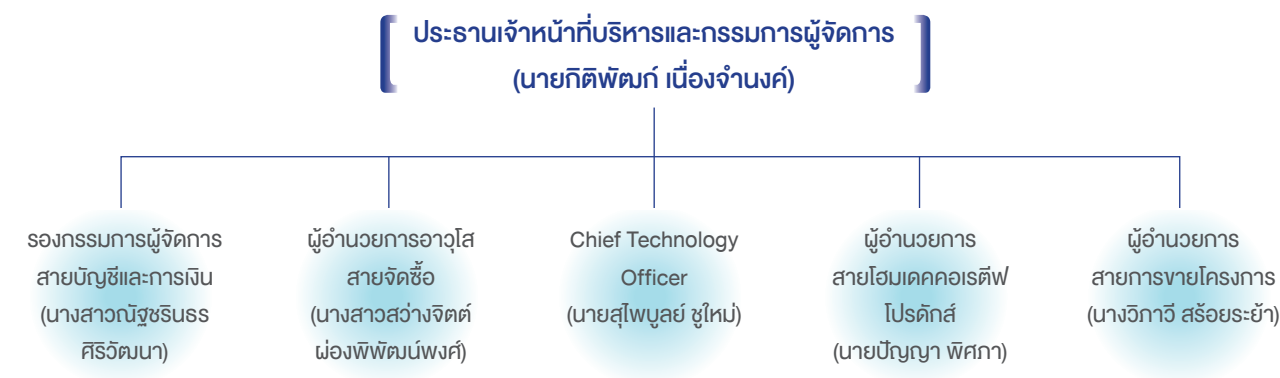 ประธานเจ้าหน้าที่บริหารและกรรมการผู้จัดการ
(นายกิติพัฒก์ เนื่องจำนงค์)
รองกรรมการผู้จัดการ
สายบัญชีและการเงิน
(นางสาวณัฐชรินธร
ศิริวัฒนา)
ผู้อำนวยการอาวุโส
สายจัดซื้อ
(นางสาวสว่างจิตต์
ผ่องพิพัฒน์พงศ์)
Chief Technology
Officer
(นายสุไพบูลย์ ชูใหม่)
ผู้อำนวยการ
สายโฮมเดคคอเรตีฟ
โปรดักส์
(นายปัญญา พิศภา)
ผู้อำนวยการ
สายการขายโครงการ
(นางวิภาวี สร้อยระย้า)